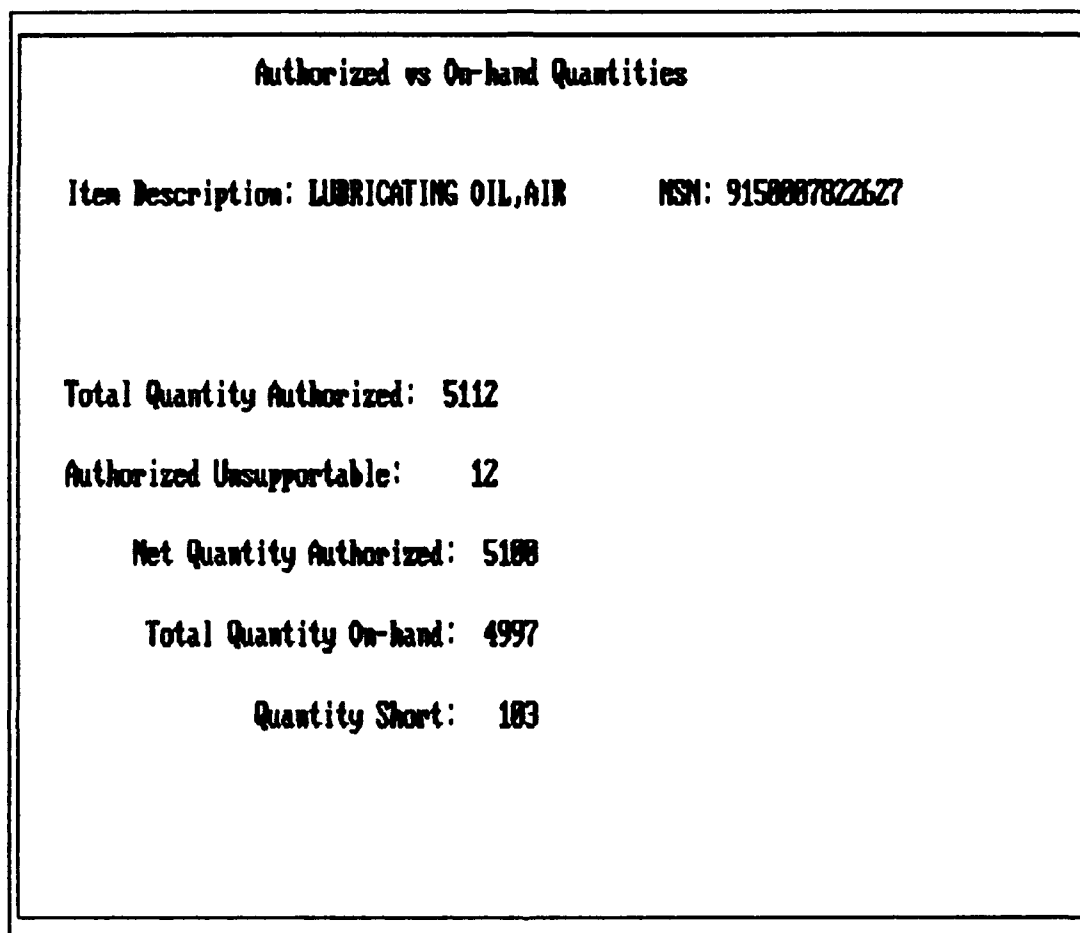 Authorized vs On-hand Quantities
Item Description: LUBRICATING OIL,AIR NSN: 9150007822627
Total Quantity Authorized: 5112
Authorized Unsupportable: 12
Net Quantity Authorized: 5100
Total Quantity On-hand: 4997
Quantity Short: 103